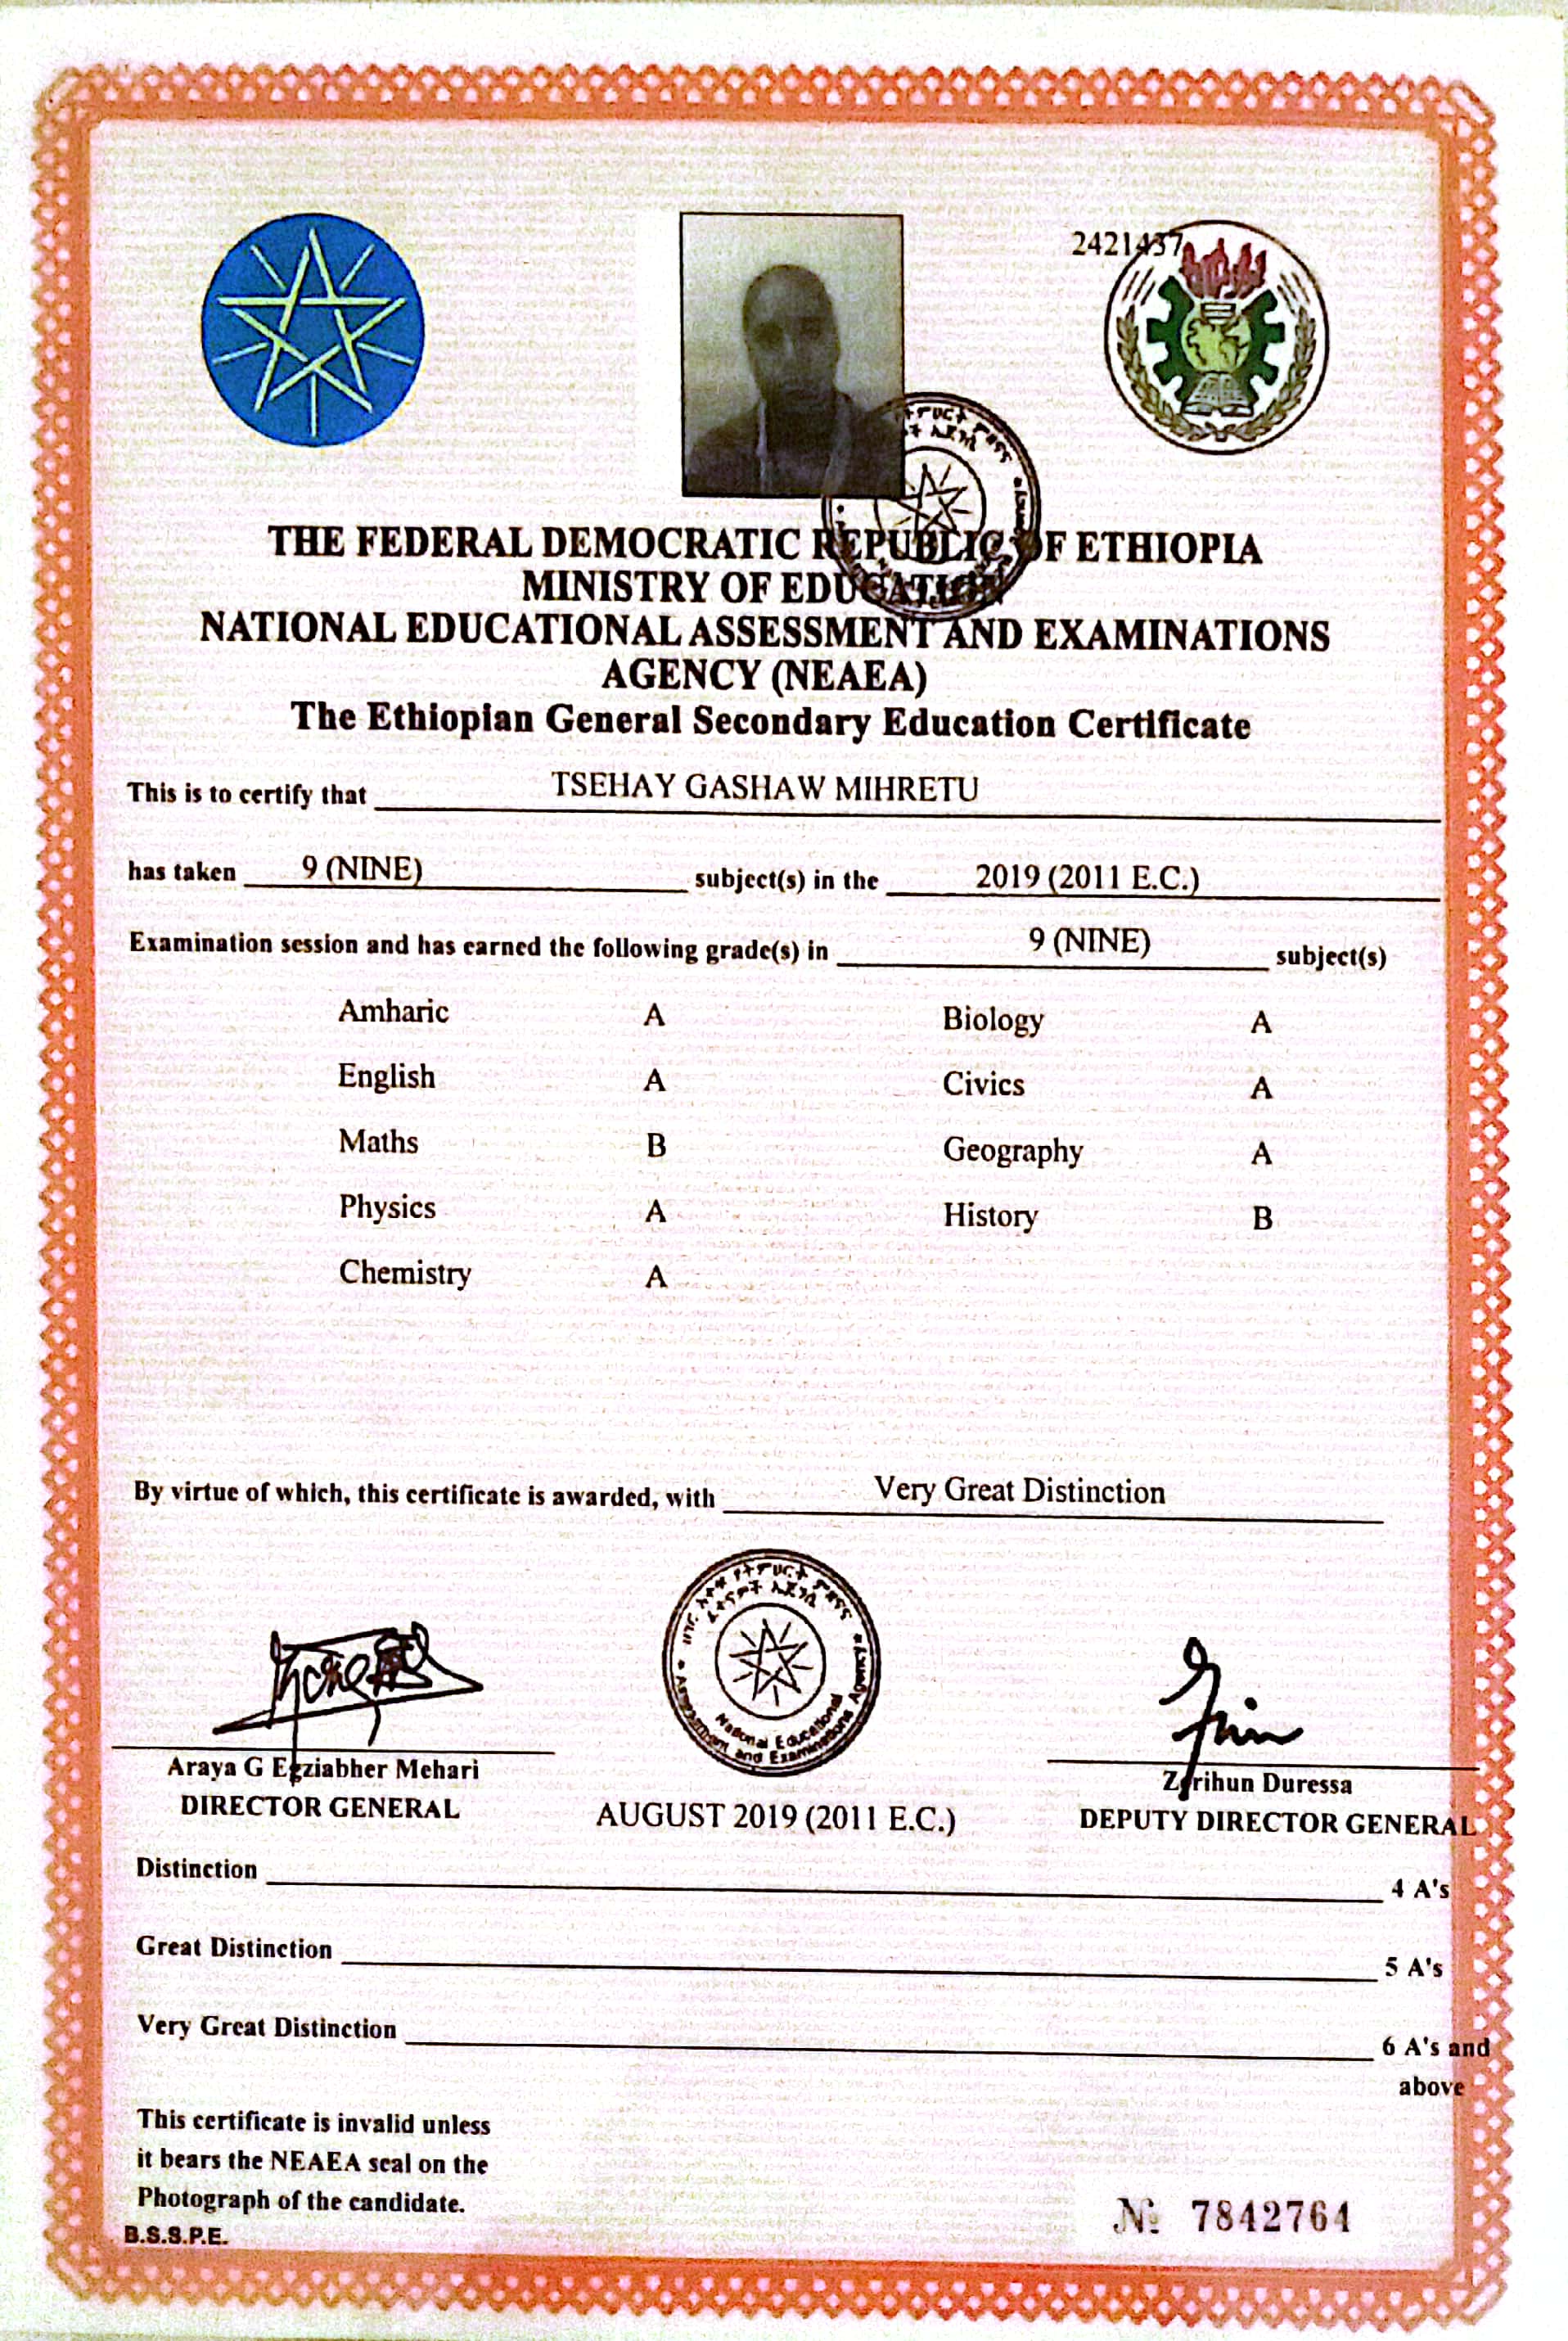 2421437
THE FEDERAL DEMOCRATIC REPUBLIC OF ETHIOPIA
MINISTRY OF EDUCATION
NATIONAL EDUCATIONAL ASSESSMENT AND EXAMINATIONS
AGENCY (NEAEA)
The Ethiopian General Secondary Education Certificate
This is to certify that TSEHAY GASHAW MIHRETU
has taken 9 (NINE) subject(s) in the 2019 (2011 E.C.)
Examination session and has earned the following grade(s) in 9 (NINE) subject(s)
Amharic A Biology A
English A Civics A
Maths B Geography A
Physics A History B
Chemistry A
By virtue of which, this certificate is awarded, with Very Great Distinction
የትምህርት ምዘናና
National Educational
Assessment and Examinations Agency
Araya G Egziabher Mehari
DIRECTOR GENERAL
AUGUST 2019 (2011 E.C.)
Zerihun Duressa
DEPUTY DIRECTOR GENERAL
Distinction 4 A's
Great Distinction 5 A's
Very Great Distinction 6 A's and
above
This certificate is invalid unless
it bears the NEAEA seal on the
Photograph of the candidate.
B.S.S.P.E.
№ 7842764